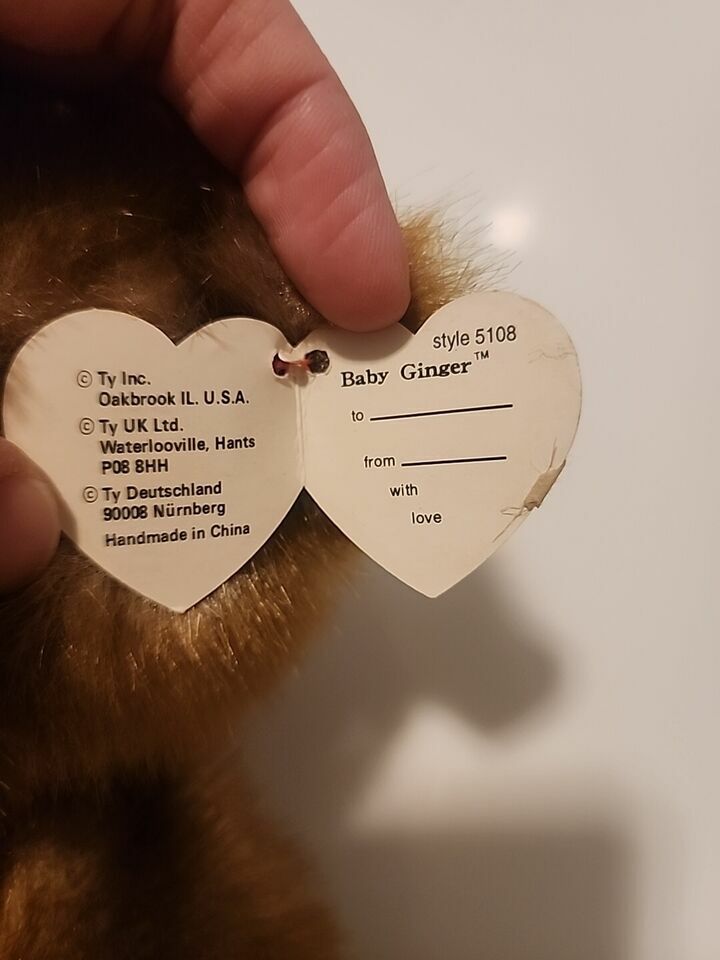 © Ty Inc.
Oakbrook IL. U.S.A.
© Ty UK Ltd.
Waterlooville, Hants
P08 8HH
© Ty Deutschland
90008 Nürnberg
Handmade in China
style 5108
Baby Ginger™
to
from
with
love